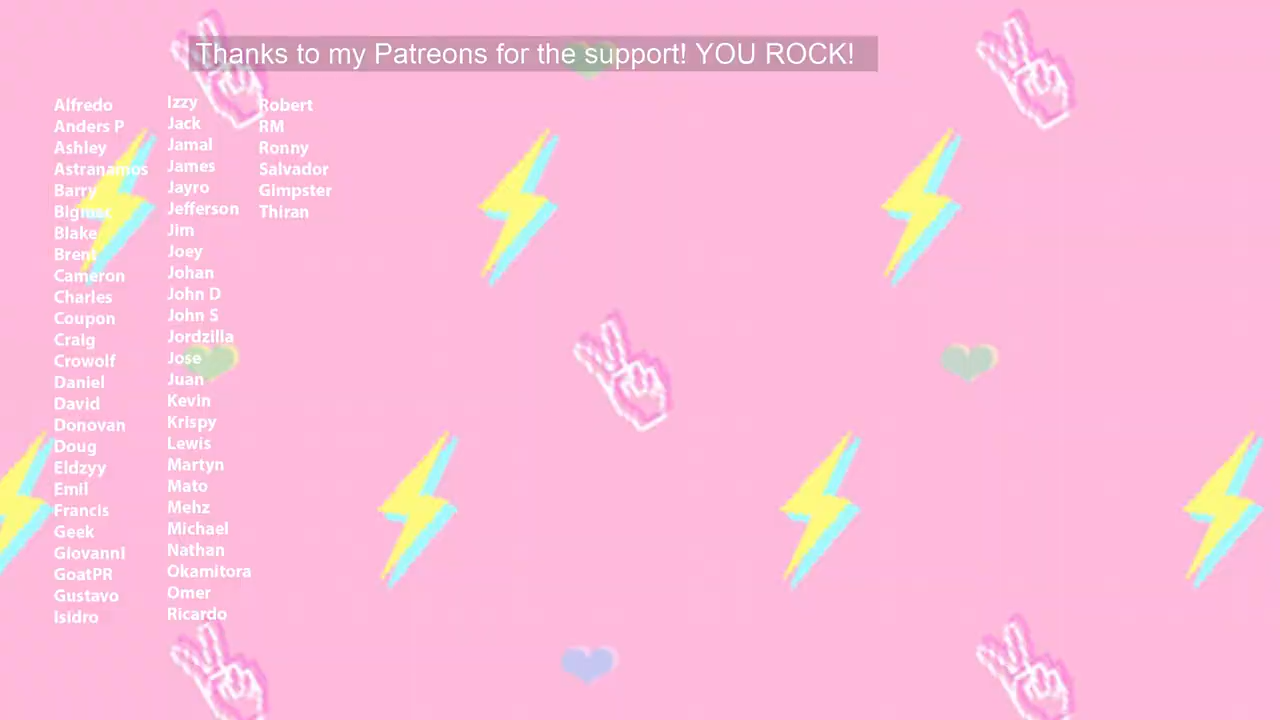 Thanks to my Patreons for the support! YOU ROCK!
Alfredo
Anders P
Ashley
Astranamos
Barry
Bigmac
Blake
Brent
Cameron
Charles
Coupon
Craig
Crowolf
Daniel
David
Donovan
Doug
Eldzyy
Emil
Francis
Geek
GiovannI
GoatPR
Gustavo
Isidro
Izzy
Jack
Jamal
James
Jayro
Jefferson
Jim
Joey
Johan
John D
John S
Jordzilla
Jose
Juan
Kevin
Krispy
Lewis
Martyn
Mato
Mehz
Michael
Nathan
Okamitora
Omer
Ricardo
Robert
RM
Ronny
Salvador
Gimpster
Thiran